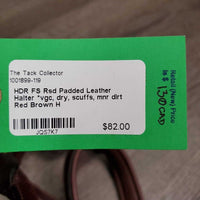 The Tack Collector
1001899-119
HDR FS Rsd Padded Leather
Halter *vgc, dry, scuffs, mnr dirt
Red Brown H
JQS7K7
$82.00
Retail (New) Price
is $ 130 CAD